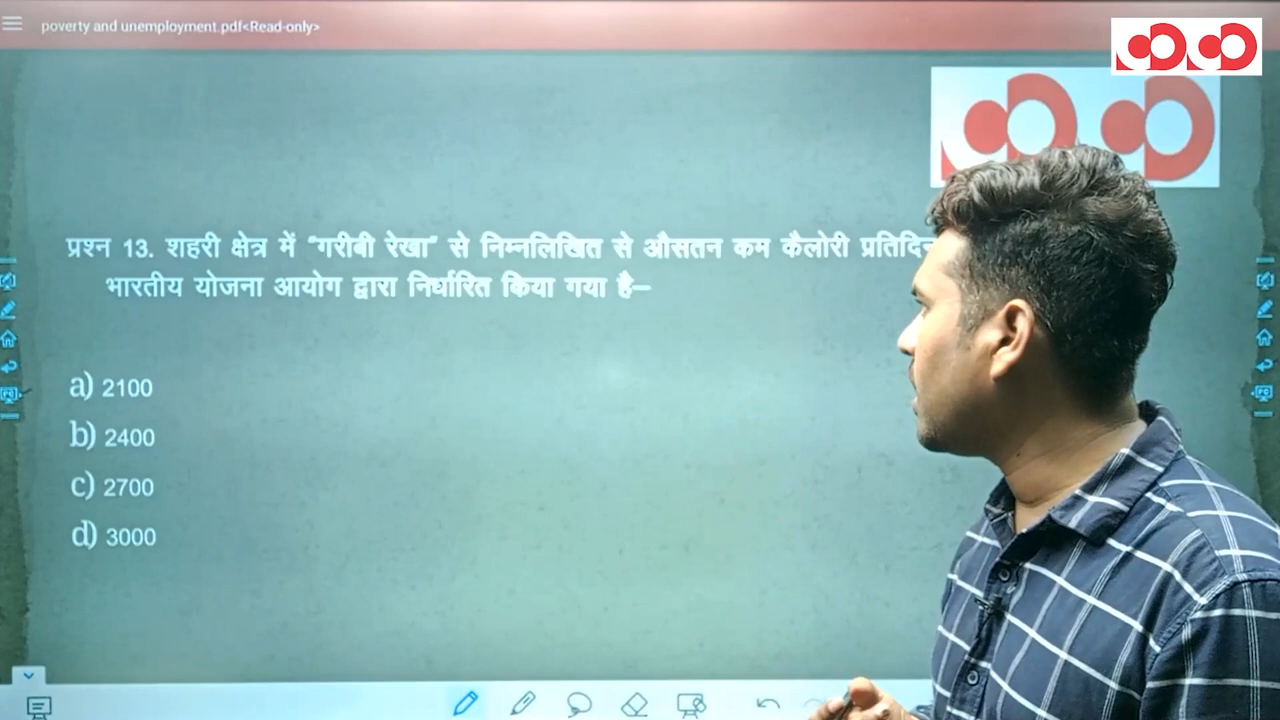 poverty and unemployment.pdf<Read-only>
प्रश्न 13. शहरी क्षेत्र में "गरीबी रेखा" से निम्नलिखित से औसतन कम कैलोरी प्रतिदिन
भारतीय योजना आयोग द्वारा निर्धारित किया गया है–
a) 2100
b) 2400
c) 2700
d) 3000